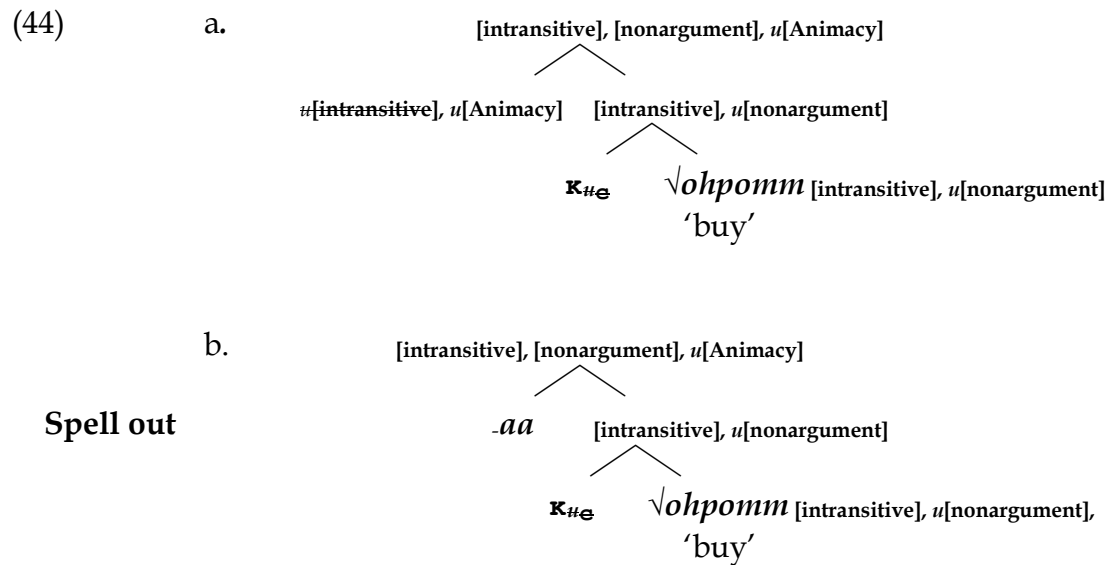 (44) a. [intransitive], [nonargument], u[Animacy]
u[intransitive], u[Animacy] [intransitive], u[nonargument]
K#C √ohpomm [intransitive], u[nonargument]
‘buy’
b. [intransitive], [nonargument], u[Animacy]
Spell out -aa [intransitive], u[nonargument]
K#C √ohpomm [intransitive], u[nonargument],
‘buy’